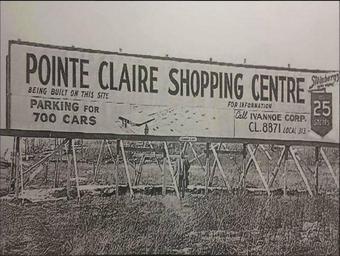 POINTE CLAIRE SHOPPING CENTRE
BEING BUILT ON THIS SITE
PARKING FOR
700 CARS
FOR INFORMATION
Call IVANHOE CORP.
CL.8871 LOCAL 313
Steinberg's
25
STORES